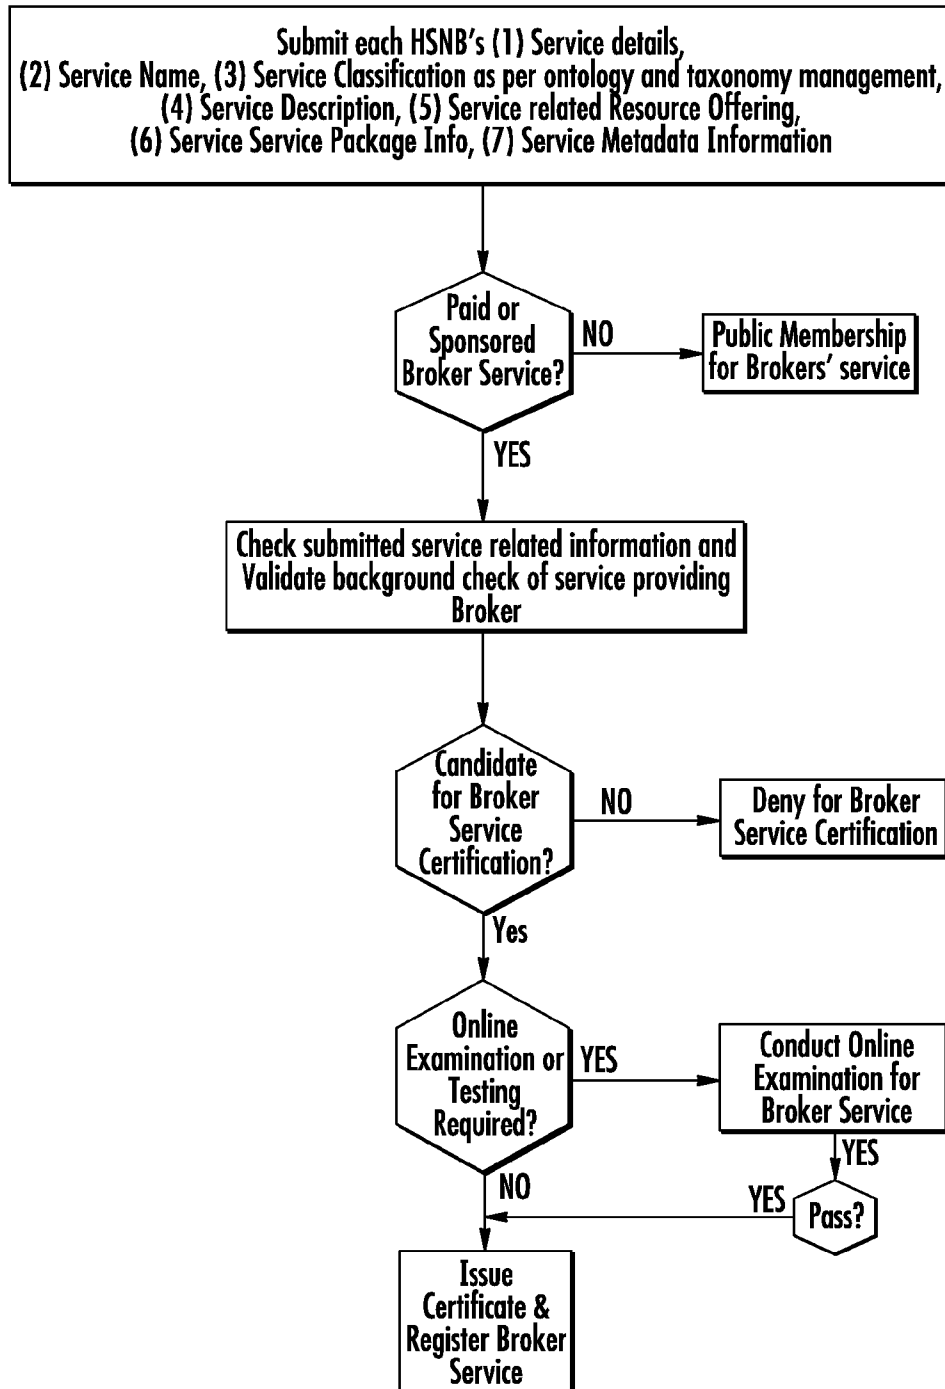 Submit each HSNB's (1) Service details,
(2) Service Name, (3) Service Classification as per ontology and taxonomy management,
(4) Service Description, (5) Service related Resource Offering,
(6) Service Service Package Info, (7) Service Metadata Information
Paid or
Sponsored
Broker Service?
NO
Public Membership
for Brokers' service
YES
Check submitted service related information and
Validate background check of service providing
Broker
Candidate
for Broker
Service
Certification?
NO
Deny for Broker
Service Certification
Yes
Online
Examination or
Testing
Required?
YES
Conduct Online
Examination for
Broker Service
YES
NO
YES
Pass?
Issue
Certificate &
Register Broker
Service